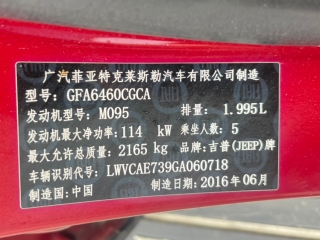 广汽菲亚特克莱斯勒汽车有限公司制造
型号: GFA6460CGCA
发动机型号: M095 排量: 1.995L
发动机最大净功率: 114 kW 乘坐人数: 5
最大允许总质量: 2165 kg 品牌: 吉普(JEEP)牌
车辆识别代号: LWVCAE739GA060718
制造国: 中国 制造日期: 2016年06月